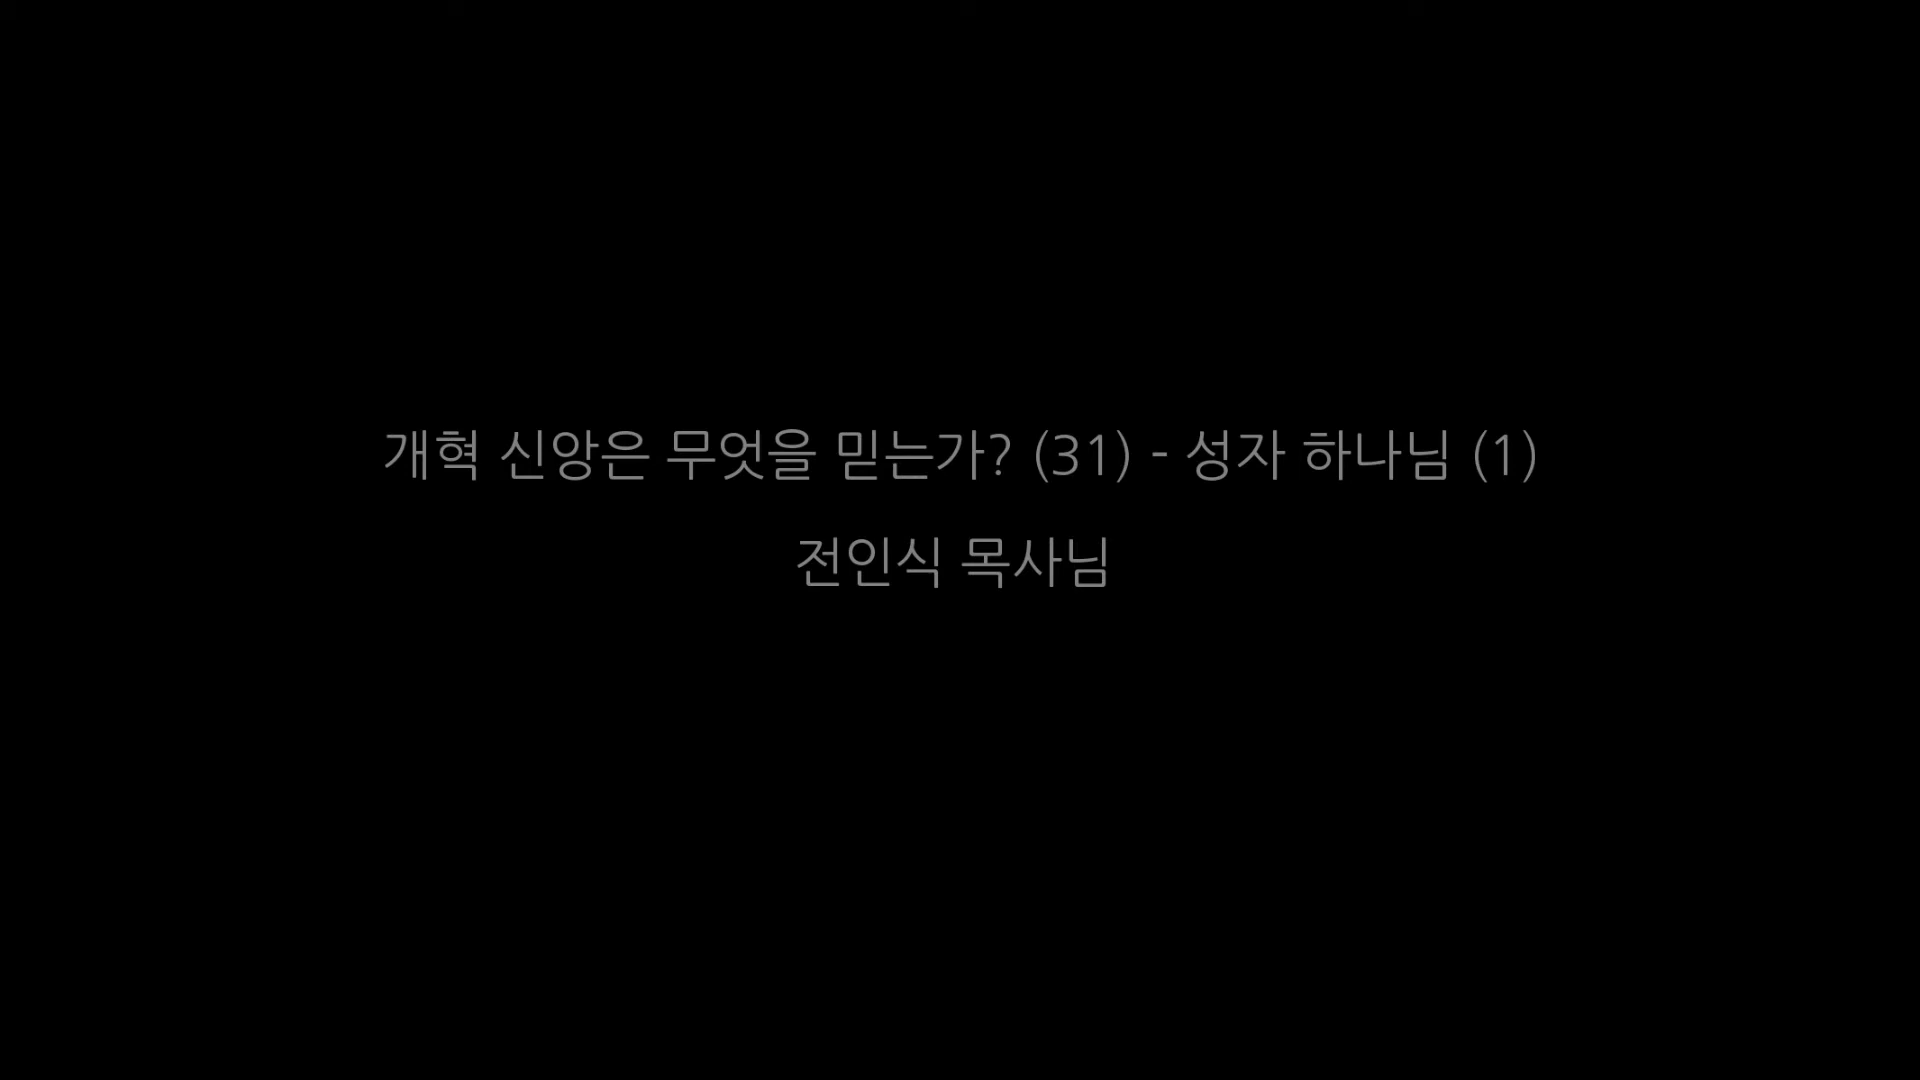 개혁 신앙은 무엇을 믿는가? (31) - 성자 하나님 (1)
전인식 목사님